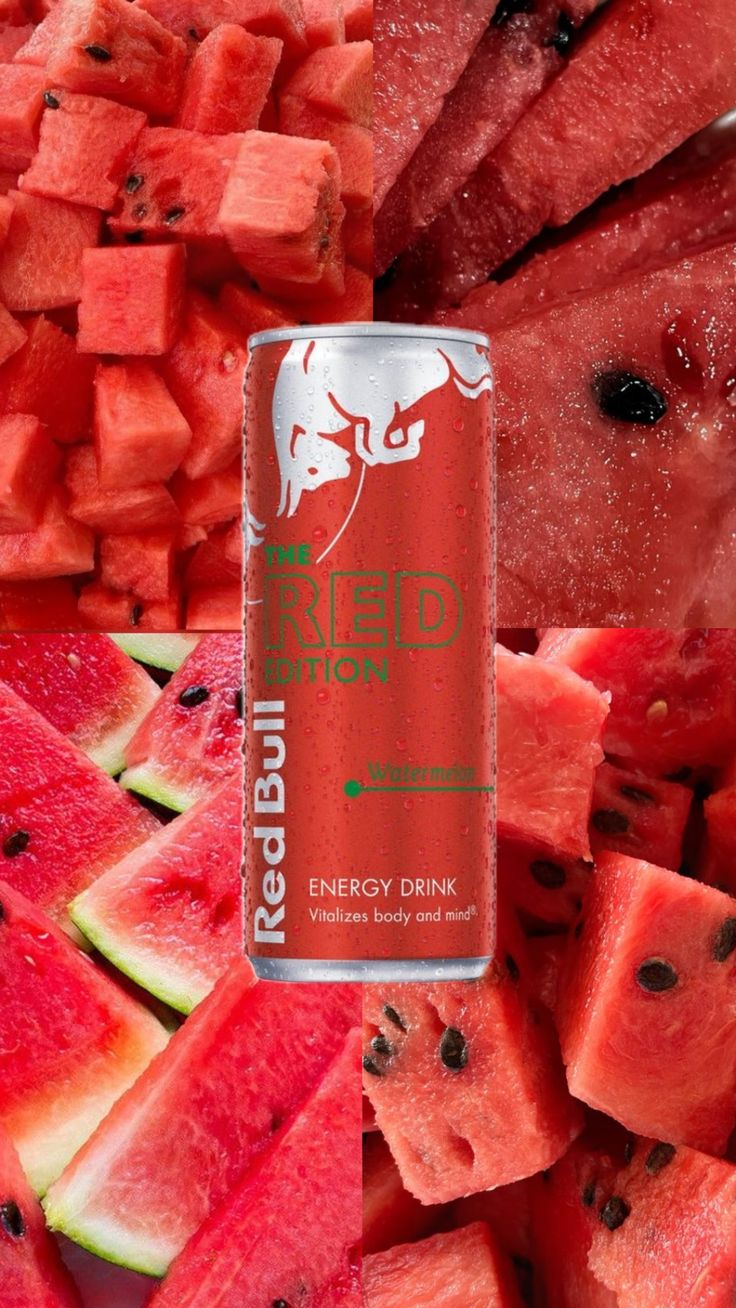 THE
RED
EDITION
Red Bull
Watermelon
ENERGY DRINK
Vitalizes body and mind®.